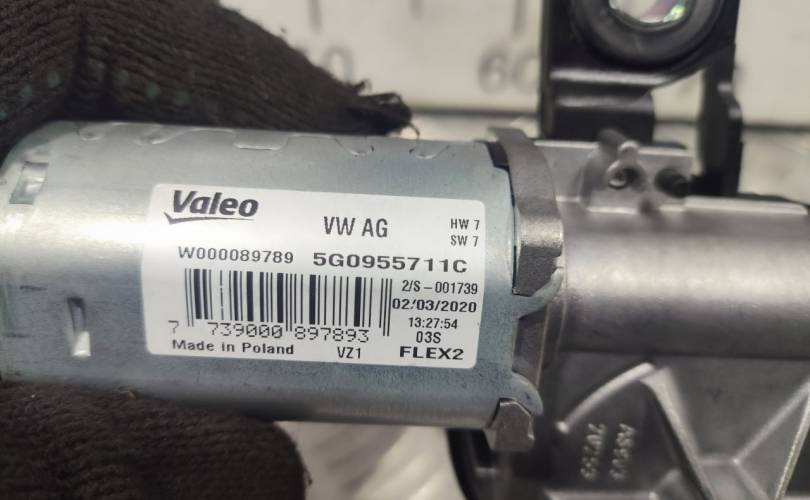 Valeo
VW AG
HW 7
SW 7
W000089789 5G0955711C
2/S-001739
02/03/2020
7 739000 897893
13:27:54
03S
Made in Poland VZ1 FLEX2